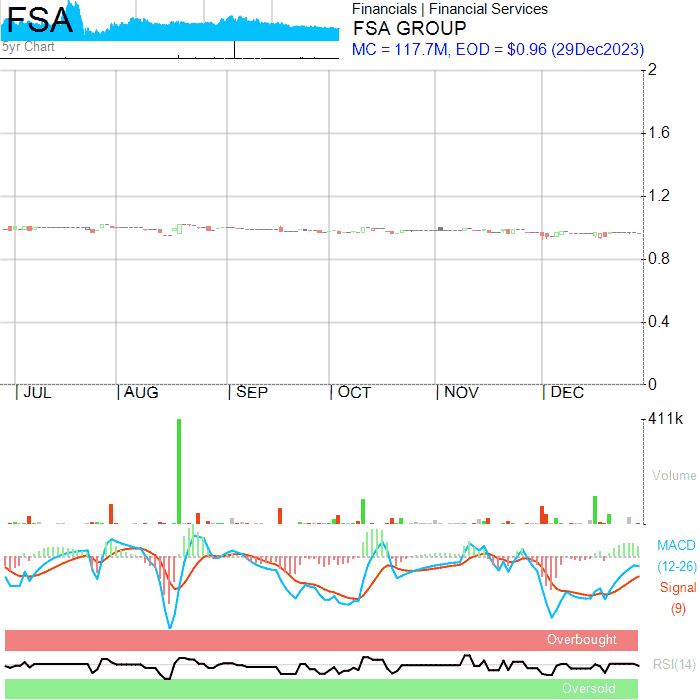 FSA
5yr Chart
Financials | Financial Services
FSA GROUP
MC = 117.7M, EOD = $0.96 (29Dec2023)
2
1.6
1.2
0.8
0.4
0
JUL AUG SEP OCT NOV DEC
411k
Volume
MACD
(12-26)
Signal
(9)
Overbought
RSI(14)
Oversold